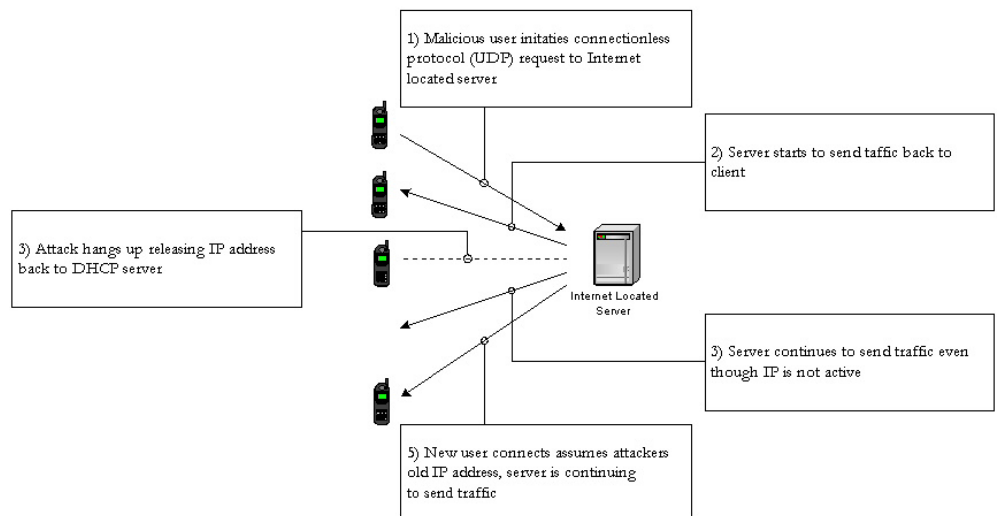 1) Malicious user initaties connectionless
protocol (UDP) request to Internet
located server
2) Server starts to send taffic back to
client
3) Attack hangs up releasing IP address
back to DHCP server
Internet Located
Server
3) Server continues to send traffic even
though IP is not active
5) New user connects assumes attackers
old IP address, server is continuing
to send traffic